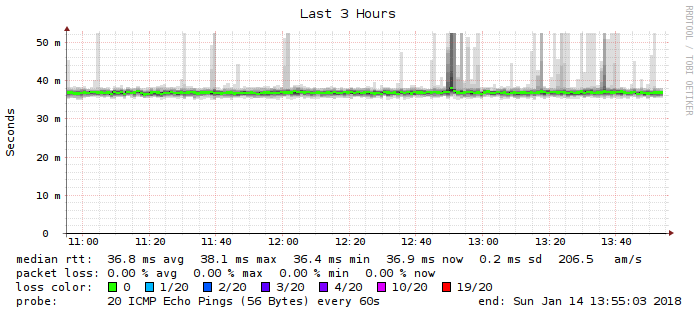 Last 3 Hours
RRDTOOL / TOBI OETIKER
Seconds
50 m
40 m
30 m
20 m
10 m
0
11:00 11:20 11:40 12:00 12:20 12:40 13:00 13:20 13:40
median rtt: 36.8 ms avg 38.1 ms max 36.4 ms min 36.9 ms now 0.2 ms sd 206.5 am/s
packet loss: 0.00 % avg 0.00 % max 0.00 % min 0.00 % now
loss color: 0 1/20 2/20 3/20 4/20 10/20 19/20
probe: 20 ICMP Echo Pings (56 Bytes) every 60s end: Sun Jan 14 13:55:03 2018